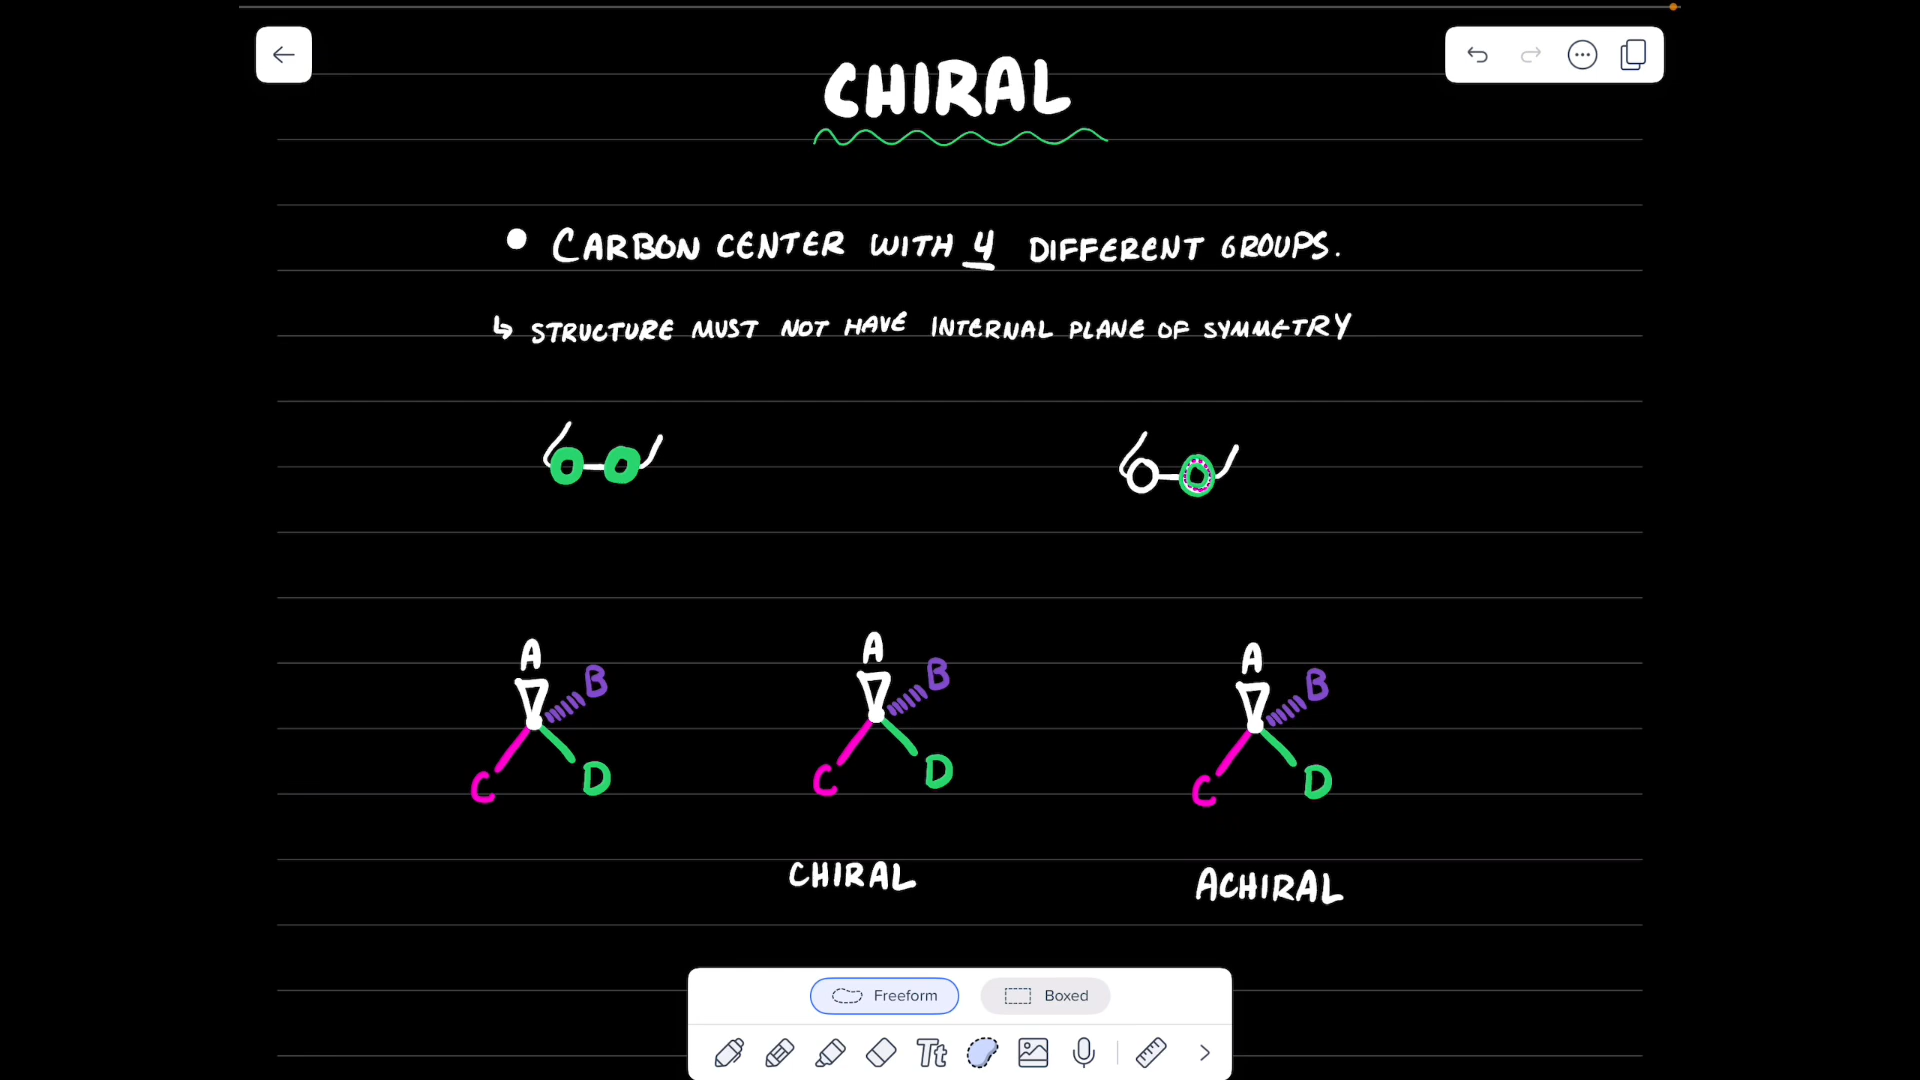 CHIRAL
• CARBON CENTER WITH 4 DIFFERENT GROUPS.
↳ STRUCTURE MUST NOT HAVE INTERNAL PLANE OF SYMMETRY
A A A
B B B
C D C D C D
CHIRAL ACHIRAL
Freeform Boxed
Tt